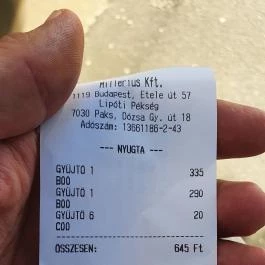 Millenius Kft.
1119 Budapest, Etele út 57
Lipóti Pékség
7030 Paks, Dózsa Gy. út 18
Adószám: 13661186-2-43
--- NYUGTA ---
GYŰJTŐ 1 335
B00
GYŰJTŐ 1 290
B00
GYŰJTŐ 6 20
C00
ÖSSZESEN: 645 Ft